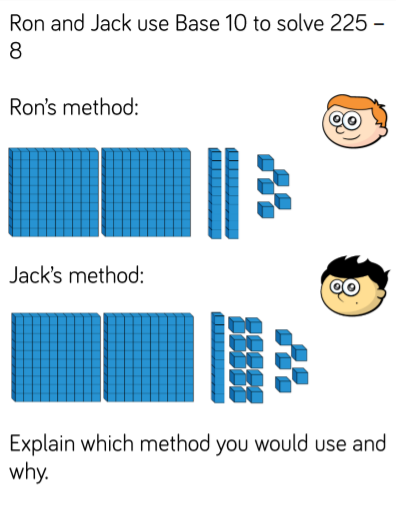 Ron and Jack use Base 10 to solve 225 –
8
Ron's method:
Jack's method:
Explain which method you would use and
why.